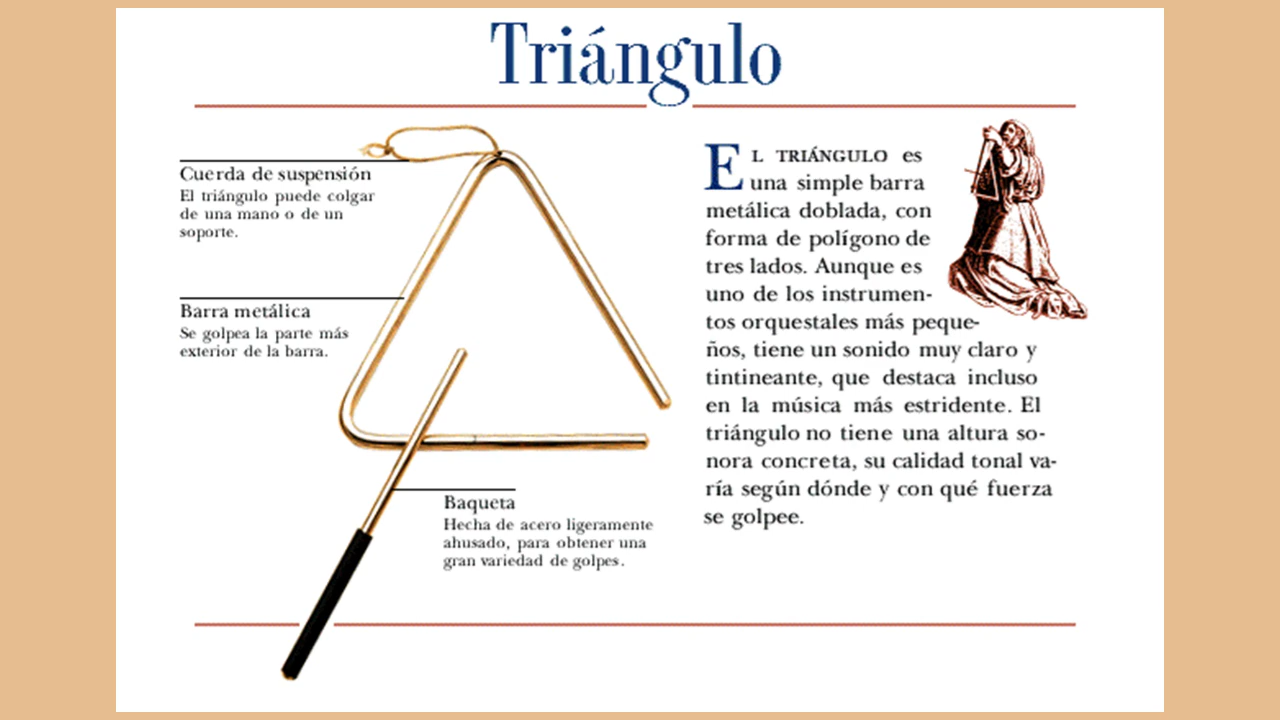 Triángulo
Cuerda de suspensión
El triángulo puede colgar
de una mano o de un
soporte.
Barra metálica
Se golpea la parte más
exterior de la barra.
Baqueta
Hecha de acero ligeramente
ahusado, para obtener una
gran variedad de golpes.
EL TRIÁNGULO es
una simple barra
metálica doblada, con
forma de polígono de
tres lados. Aunque es
uno de los instrumen-
tos orquestales más peque-
ños, tiene un sonido muy claro y
tintineante, que destaca incluso
en la música más estridente. El
triángulo no tiene una altura so-
nora concreta, su calidad tonal va-
ría según dónde y con qué fuerza
se golpee.